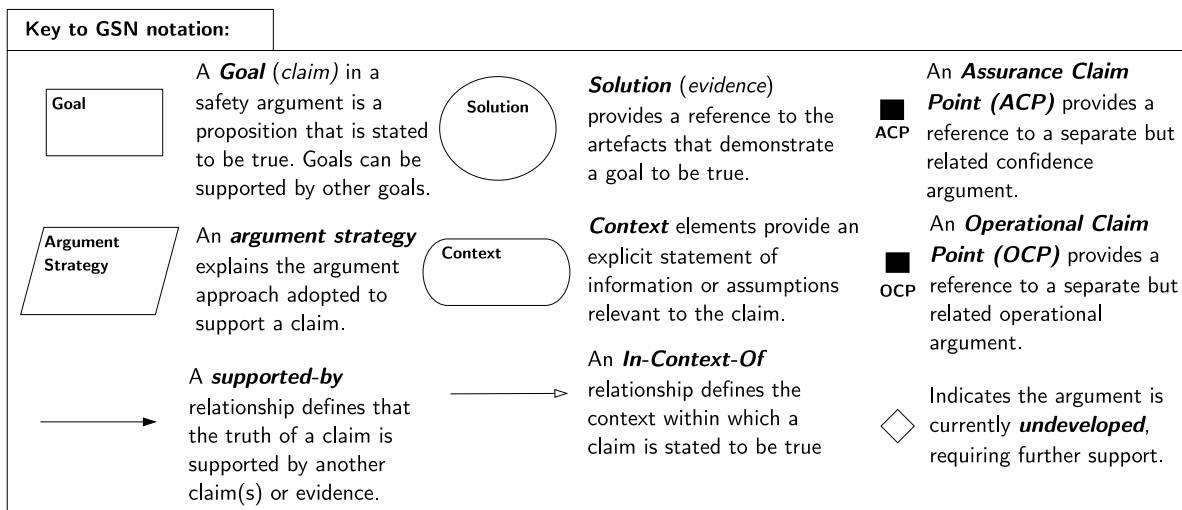 Key to GSN notation:
Goal
A Goal (claim) in a
safety argument is a
proposition that is stated
to be true. Goals can be
supported by other goals.
Solution
Solution (evidence)
provides a reference to the
artefacts that demonstrate
a goal to be true.
ACP
An Assurance Claim
Point (ACP) provides a
reference to a separate but
related confidence
argument.
Argument
Strategy
An argument strategy
explains the argument
approach adopted to
support a claim.
Context
Context elements provide an
explicit statement of
information or assumptions
relevant to the claim.
OCP
An Operational Claim
Point (OCP) provides a
reference to a separate but
related operational
argument.
A supported-by
relationship defines that
the truth of a claim is
supported by another
claim(s) or evidence.
An In-Context-Of
relationship defines the
context within which a
claim is stated to be true
Indicates the argument is
currently undeveloped,
requiring further support.